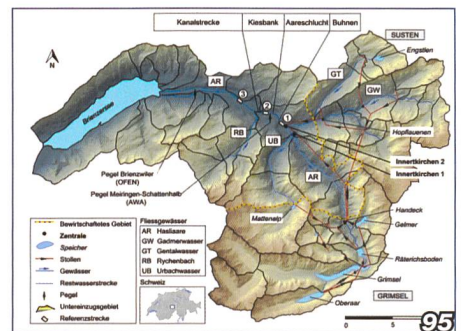 Kanalstrecke Kiesbank Aareschlucht Buhnen
SUSTEN
Engstlen
N
AR
GT
GW
3
2
1
Brienzersee
Hopflauenen
RB
UB
Innertkirchen 2
Innertkirchen 1
Pegel Brienzwiler
(OFEN)
Pegel Meiringen-Schattenhalb
(AWA)
AR
Mattenalp
Handeck
Gelmer
Räterichsboden
Grimsel
Oberaar
GRIMSEL
Bewirtschaftetes Gebiet
Zentrale
Speicher
Stollen
Gewässer
Restwasserstrecke
Pegel
Untereinzugsgebiet
Referenzstrecke
Fliessgewässer
AR Hasliaare
GW Gadmerwasser
GT Gentalwasser
RB Rychenbach
UB Urbachwasser
Schweiz
0 5
95